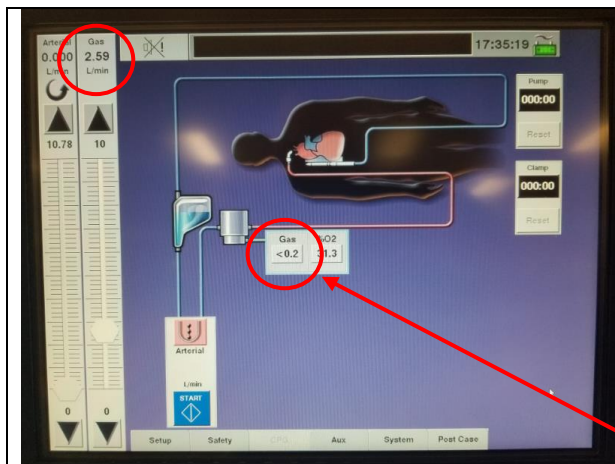 Arterial
0.000
L/min
Gas
2.59
L/min
17:35:19
10.78
10
Pump
000:00
Reset
Clamp
000:00
Reset
Gas
<0.2
31.3
Arterial
L/min
START
0
0
Setup
Safety
Aux
System
Post Case